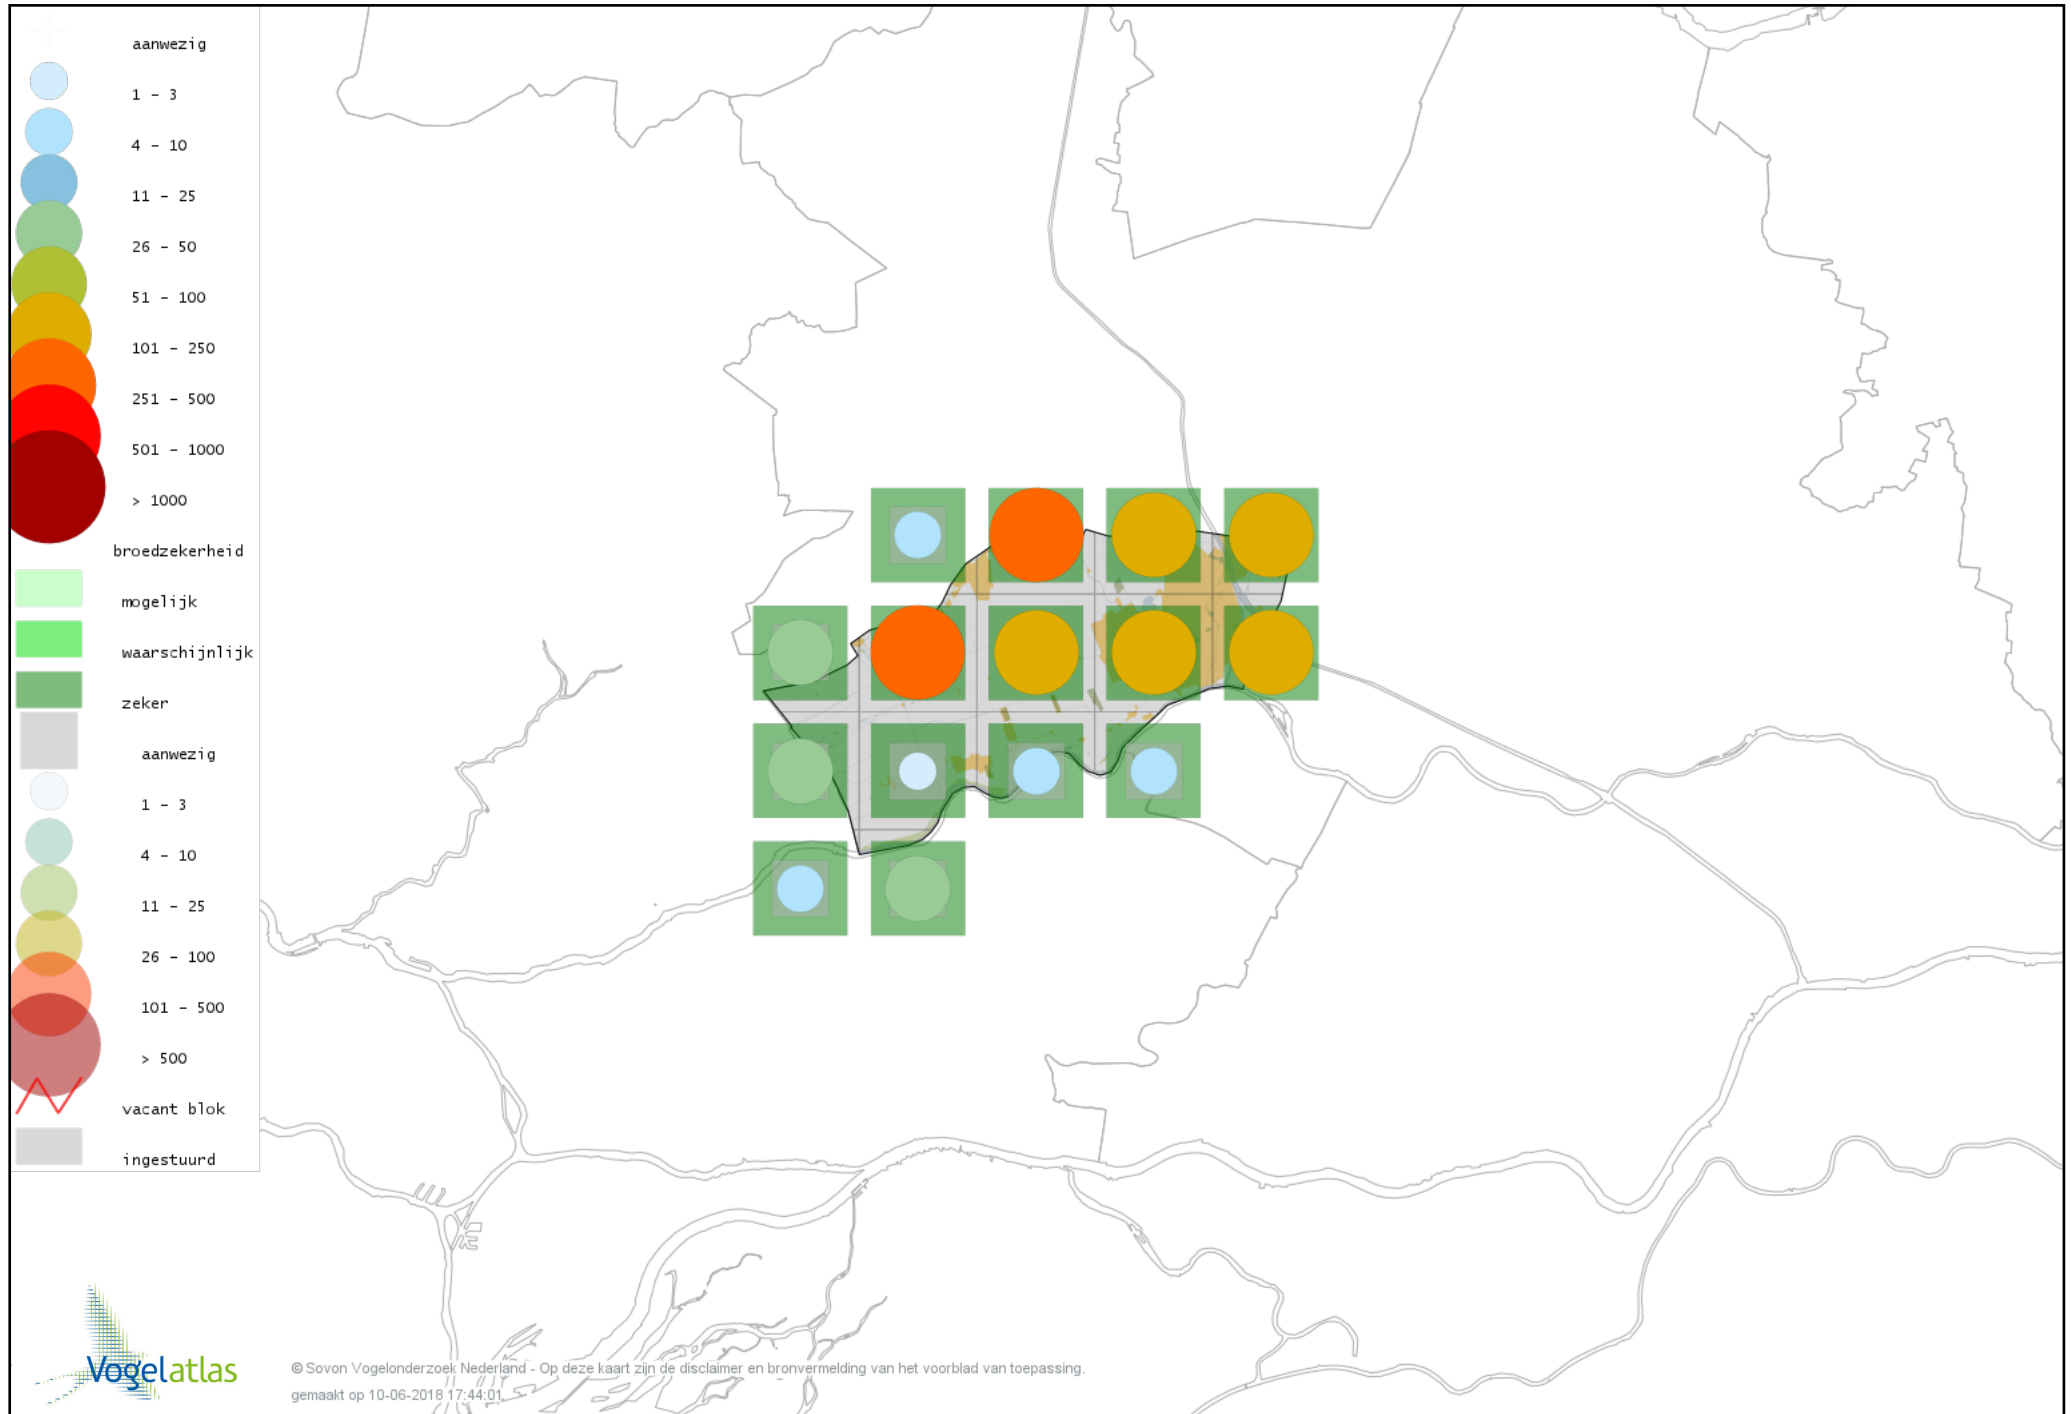 aanwezig
1 - 3
4 - 10
11 - 25
26 - 50
51 - 100
101 - 250
251 - 500
501 - 1000
> 1000
broedzekerheid
mogelijk
waarschijnlijk
zeker
aanwezig
1 - 3
4 - 10
11 - 25
26 - 100
101 - 500
> 500
vacant blok
ingestuurd
Vogelatlas
© Sovon Vogelonderzoek Nederland - Op deze kaart zijn de disclaimer en bronvermelding van het voorblad van toepassing.
gemaakt op 10-06-2018 17:44:01